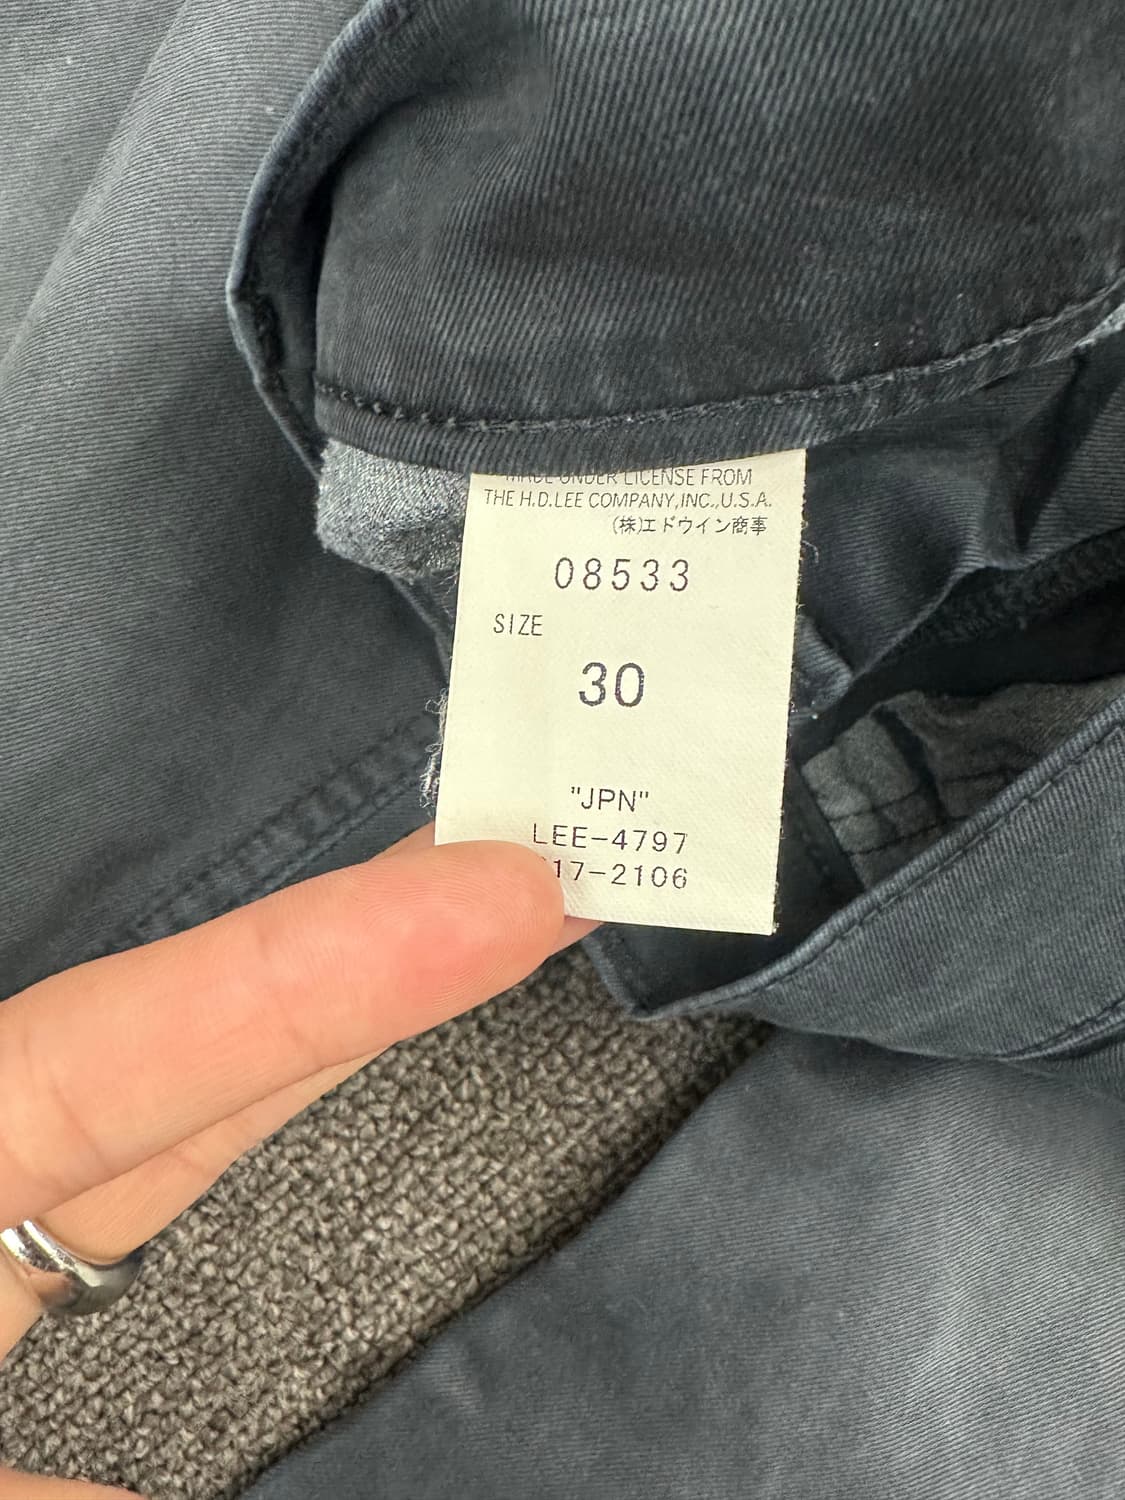 MADE UNDER LICENSE FROM
THE H.D.LEE COMPANY,INC.,U.S.A.
(株)エドウイン商事
08533
SIZE
30
"JPN"
LEE-4797
17-2106